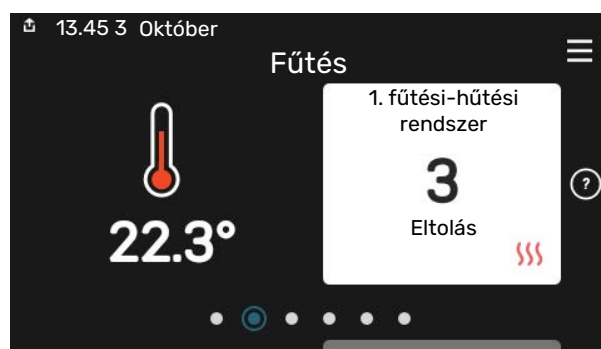 13.45 3 Október
Fűtés
1. fűtési-hűtési
rendszer
3
Eltolás
22.3°
?